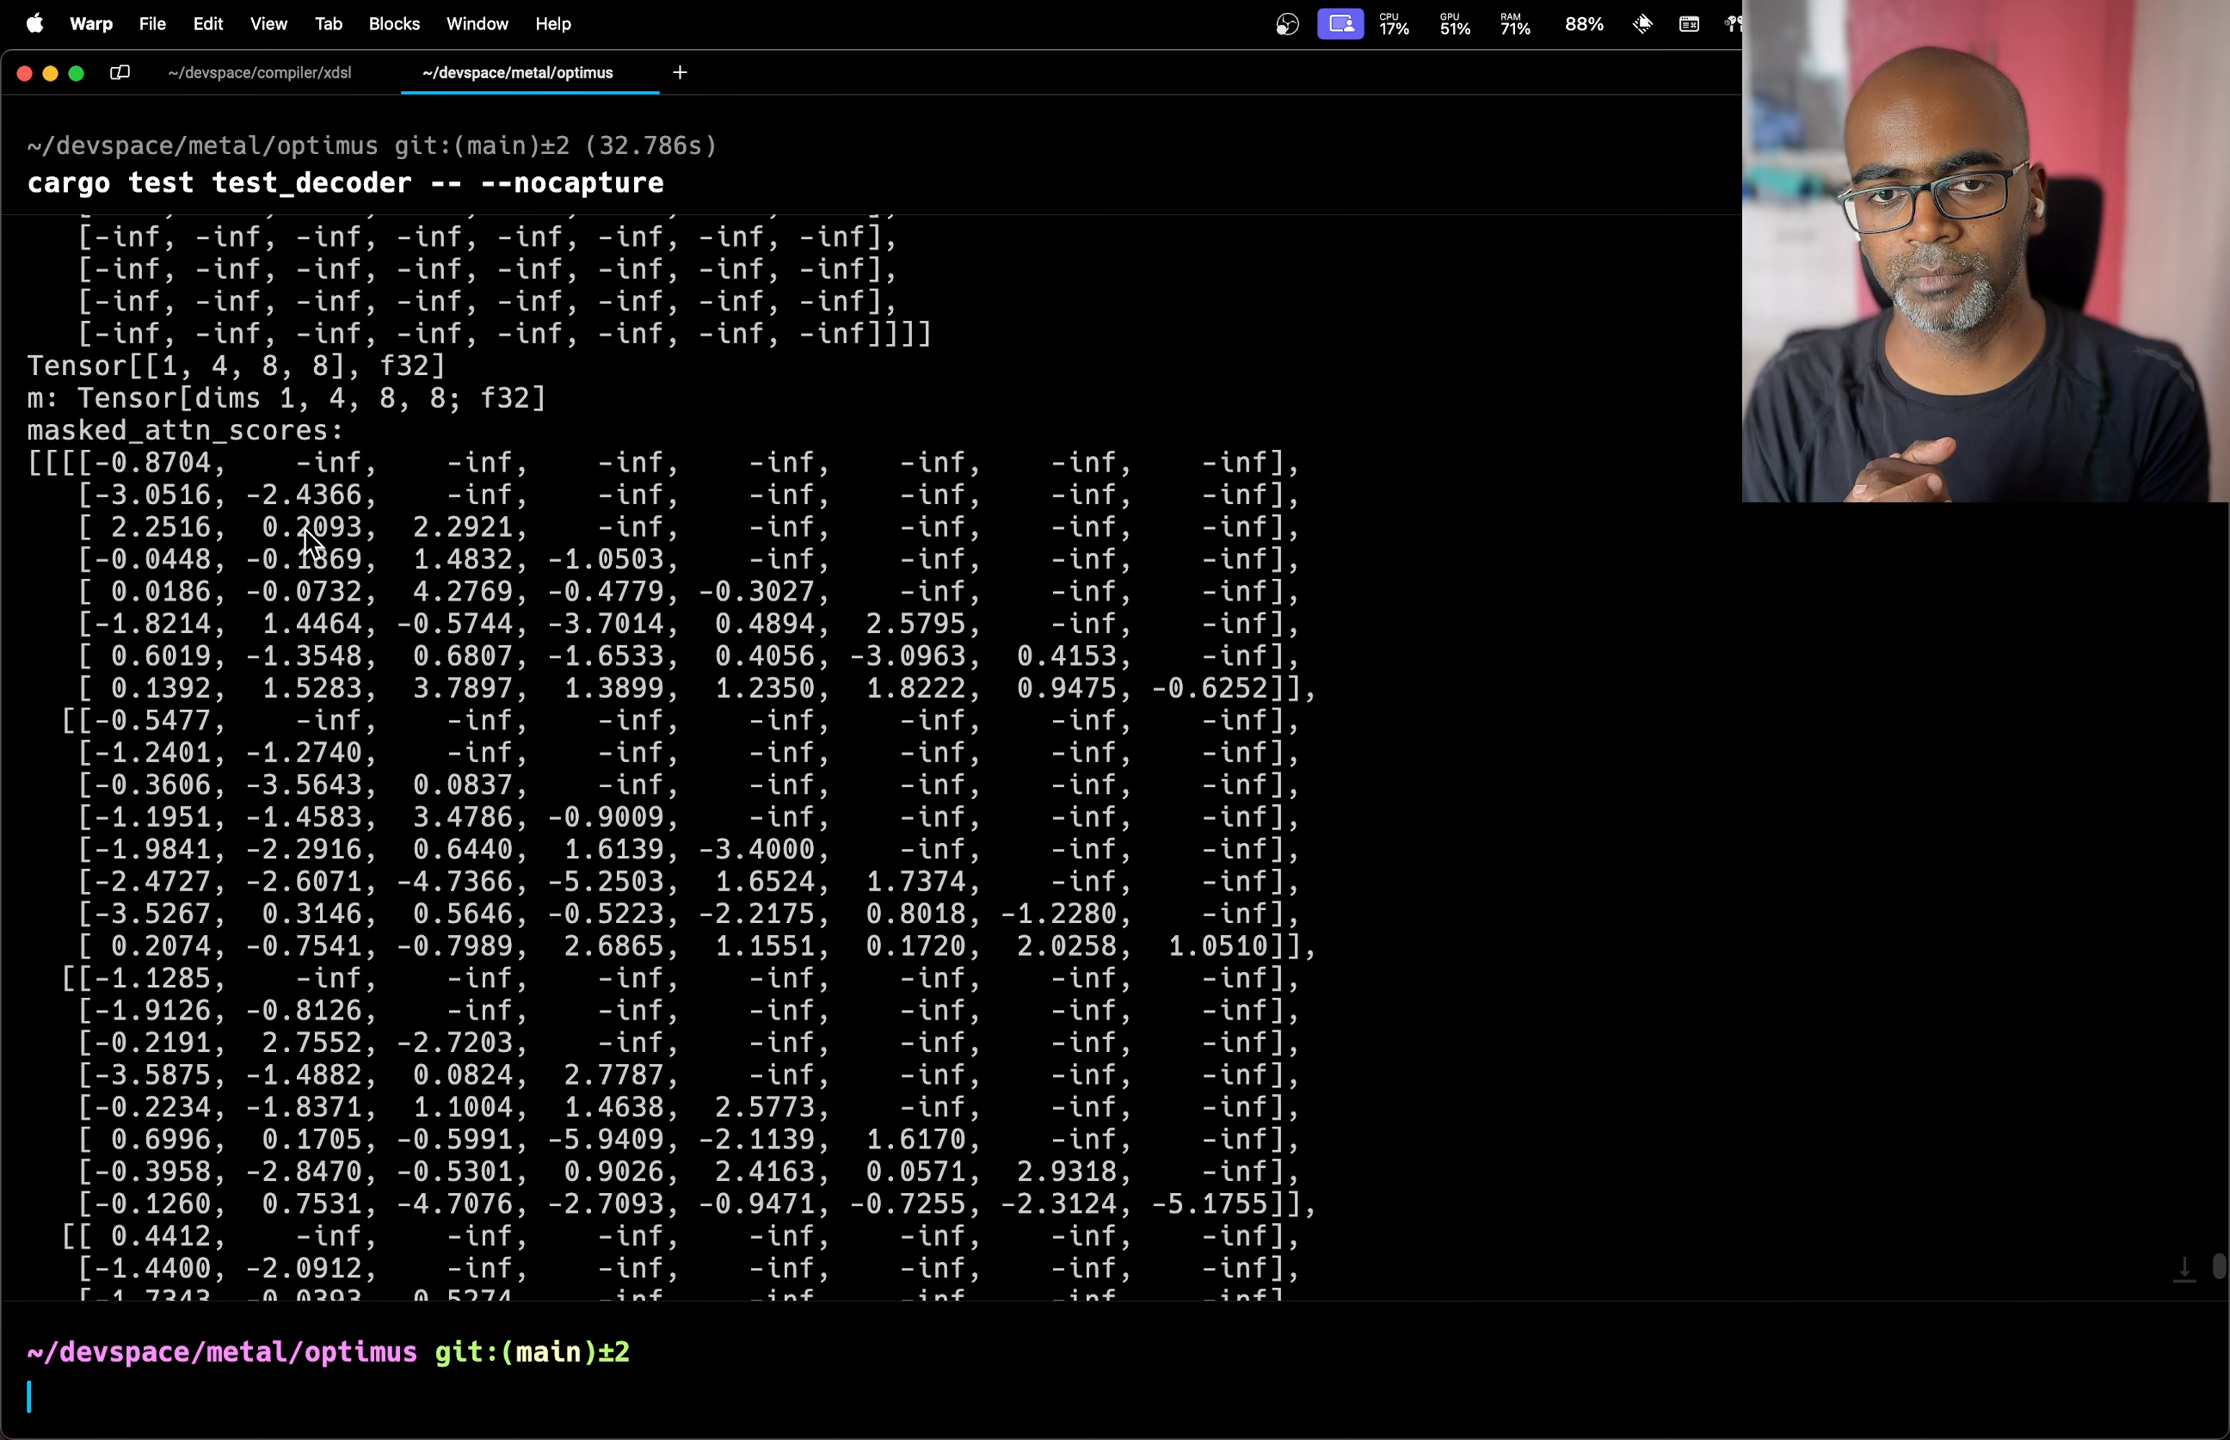 Warp File Edit View Tab Blocks Window Help CPU 17% GPU 51% RAM 71% 88%
~/devspace/compiler/xdsl ~/devspace/metal/optimus +
~/devspace/metal/optimus git:(main)±2 (32.786s)
cargo test test_decoder -- --nocapture
[-inf, -inf, -inf, -inf, -inf, -inf, -inf, -inf],
[-inf, -inf, -inf, -inf, -inf, -inf, -inf, -inf],
[-inf, -inf, -inf, -inf, -inf, -inf, -inf, -inf],
[-inf, -inf, -inf, -inf, -inf, -inf, -inf, -inf]]]]
Tensor[[1, 4, 8, 8], f32]
m: Tensor[dims 1, 4, 8, 8; f32]
masked_attn_scores:
[[[[-0.8704, -inf, -inf, -inf, -inf, -inf, -inf, -inf],
[-3.0516, -2.4366, -inf, -inf, -inf, -inf, -inf, -inf],
[ 2.2516, 0.2093, 2.2921, -inf, -inf, -inf, -inf, -inf],
[-0.0448, -0.1869, 1.4832, -1.0503, -inf, -inf, -inf, -inf],
[ 0.0186, -0.0732, 4.2769, -0.4779, -0.3027, -inf, -inf, -inf],
[-1.8214, 1.4464, -0.5744, -3.7014, 0.4894, 2.5795, -inf, -inf],
[ 0.6019, -1.3548, 0.6807, -1.6533, 0.4056, -3.0963, 0.4153, -inf],
[ 0.1392, 1.5283, 3.7897, 1.3899, 1.2350, 1.8222, 0.9475, -0.6252]],
[[-0.5477, -inf, -inf, -inf, -inf, -inf, -inf, -inf],
[-1.2401, -1.2740, -inf, -inf, -inf, -inf, -inf, -inf],
[-0.3606, -3.5643, 0.0837, -inf, -inf, -inf, -inf, -inf],
[-1.1951, -1.4583, 3.4786, -0.9009, -inf, -inf, -inf, -inf],
[-1.9841, -2.2916, 0.6440, 1.6139, -3.4000, -inf, -inf, -inf],
[-2.4727, -2.6071, -4.7366, -5.2503, 1.6524, 1.7374, -inf, -inf],
[-3.5267, 0.3146, 0.5646, -0.5223, -2.2175, 0.8018, -1.2280, -inf],
[ 0.2074, -0.7541, -0.7989, 2.6865, 1.1551, 0.1720, 2.0258, 1.0510]],
[[-1.1285, -inf, -inf, -inf, -inf, -inf, -inf, -inf],
[-1.9126, -0.8126, -inf, -inf, -inf, -inf, -inf, -inf],
[-0.2191, 2.7552, -2.7203, -inf, -inf, -inf, -inf, -inf],
[-3.5875, -1.4882, 0.0824, 2.7787, -inf, -inf, -inf, -inf],
[-0.2234, -1.8371, 1.1004, 1.4638, 2.5773, -inf, -inf, -inf],
[ 0.6996, 0.1705, -0.5991, -5.9409, -2.1139, 1.6170, -inf, -inf],
[-0.3958, -2.8470, -0.5301, 0.9026, 2.4163, 0.0571, 2.9318, -inf],
[-0.1260, 0.7531, -4.7076, -2.7093, -0.9471, -0.7255, -2.3124, -5.1755]],
[[ 0.4412, -inf, -inf, -inf, -inf, -inf, -inf, -inf],
[-1.4400, -2.0912, -inf, -inf, -inf, -inf, -inf, -inf],
[-1.7343, -0.0393, 0.5274, -inf, -inf, -inf, -inf, -inf]
~/devspace/metal/optimus git:(main)±2